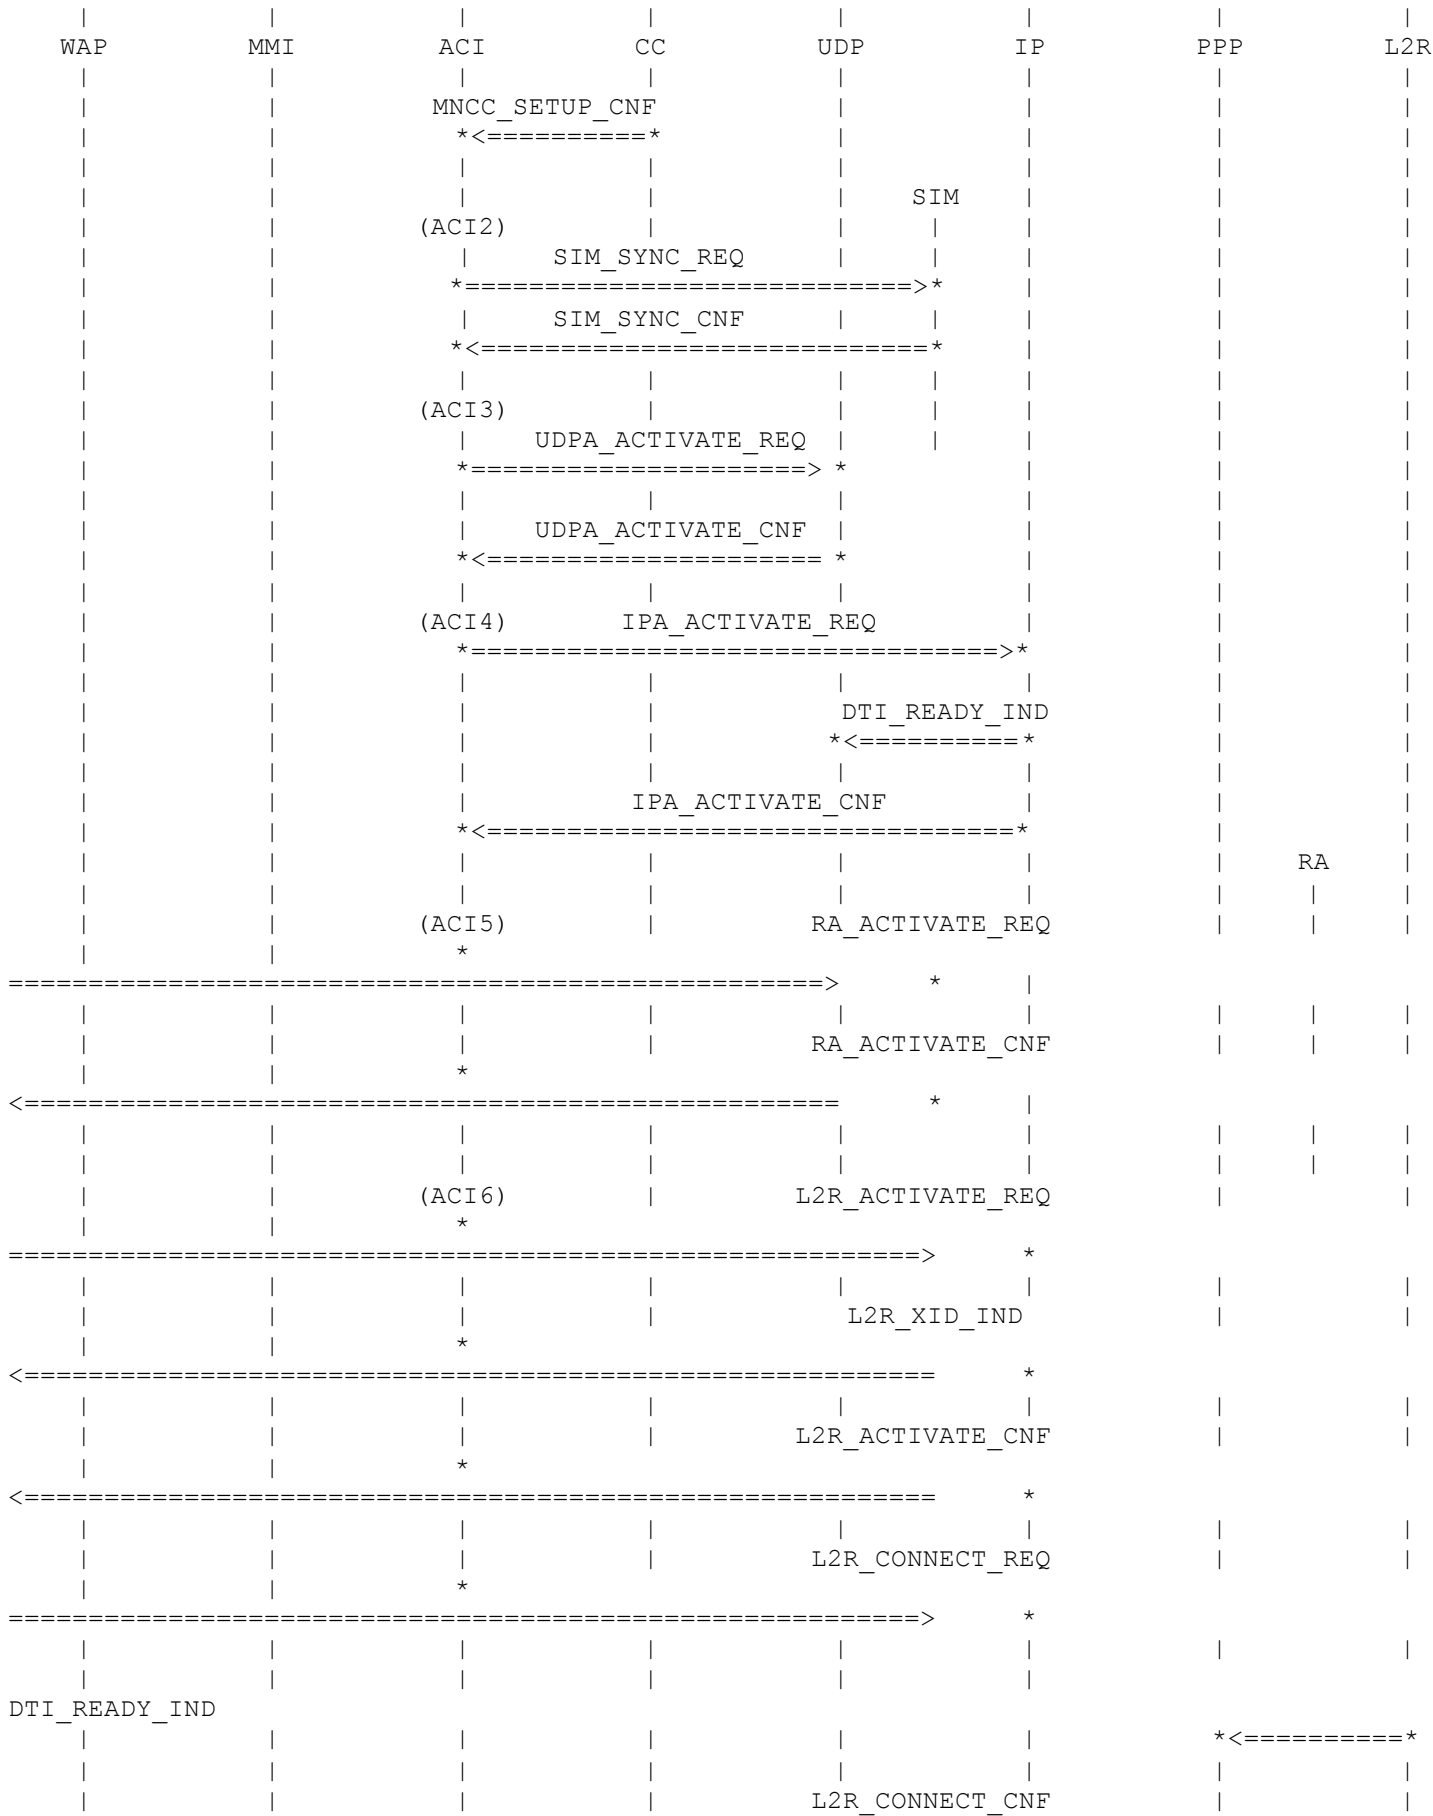 WAP MMI ACI CC UDP IP PPP L2R
MNCC_SETUP_CNF
*<==========*
SIM
(ACI2)
SIM_SYNC_REQ
*============================>*
SIM_SYNC_CNF
*<============================*
(ACI3)
UDPA_ACTIVATE_REQ
*=====================> *
UDPA_ACTIVATE_CNF
*<===================== *
(ACI4) IPA_ACTIVATE_REQ
*=================================>*
DTI_READY_IND
*<==========*
IPA_ACTIVATE_CNF
*<=================================*
RA
(ACI5) RA_ACTIVATE_REQ
*
===================================================> *
RA_ACTIVATE_CNF
*
<=================================================== *
(ACI6) L2R_ACTIVATE_REQ
*
=========================================================> *
L2R_XID_IND
*
<========================================================= *
L2R_ACTIVATE_CNF
*
<========================================================= *
L2R_CONNECT_REQ
*
=========================================================> *
DTI_READY_IND
*<==========*
L2R_CONNECT_CNF